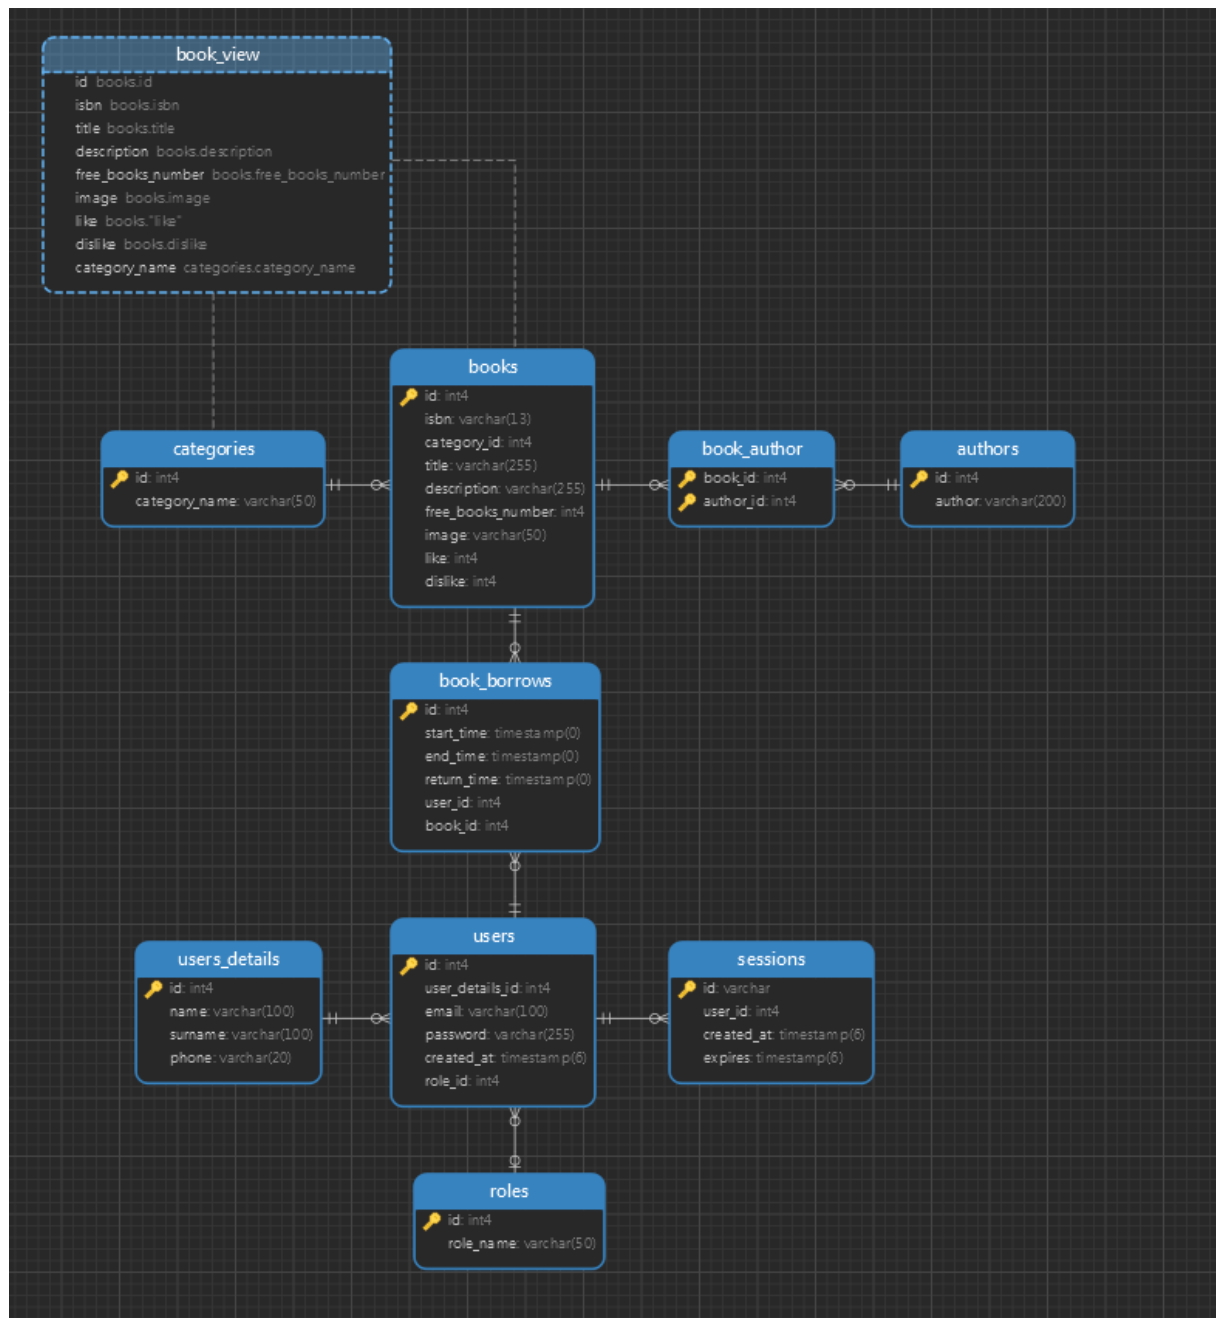 book_view
id books.id
isbn books.isbn
title books.title
description books.description
free_books_number books.free_books_number
image books.image
like books."like"
dislike books.dislike
category_name categories.category_name
books
id: int4
isbn: varchar(13)
category_id: int4
title: varchar(255)
description: varchar(255)
free_books_number: int4
image: varchar(50)
like: int4
dislike: int4
categories
id: int4
category_name: varchar(50)
book_author
book_id: int4
author_id: int4
authors
id: int4
author: varchar(200)
book_borrows
id: int4
start_time: timestamp(0)
end_time: timestamp(0)
return_time: timestamp(0)
user_id: int4
book_id: int4
users
id: int4
user_details_id: int4
email: varchar(100)
password: varchar(255)
created_at: timestamp(6)
role_id: int4
users_details
id: int4
name: varchar(100)
surname: varchar(100)
phone: varchar(20)
sessions
id: varchar
user_id: int4
created_at: timestamp(6)
expires: timestamp(6)
roles
id: int4
role_name: varchar(50)